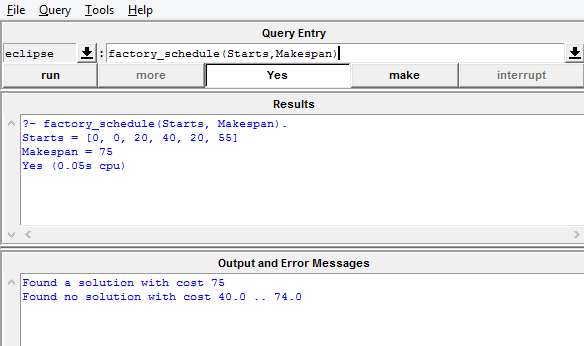 File Query Tools Help
Query Entry
eclipse : factory_schedule(Starts,Makespan)
run more Yes make interrupt
Results
?- factory_schedule(Starts, Makespan).
Starts = [0, 0, 20, 40, 20, 55]
Makespan = 75
Yes (0.05s cpu)
Output and Error Messages
Found a solution with cost 75
Found no solution with cost 40.0 .. 74.0